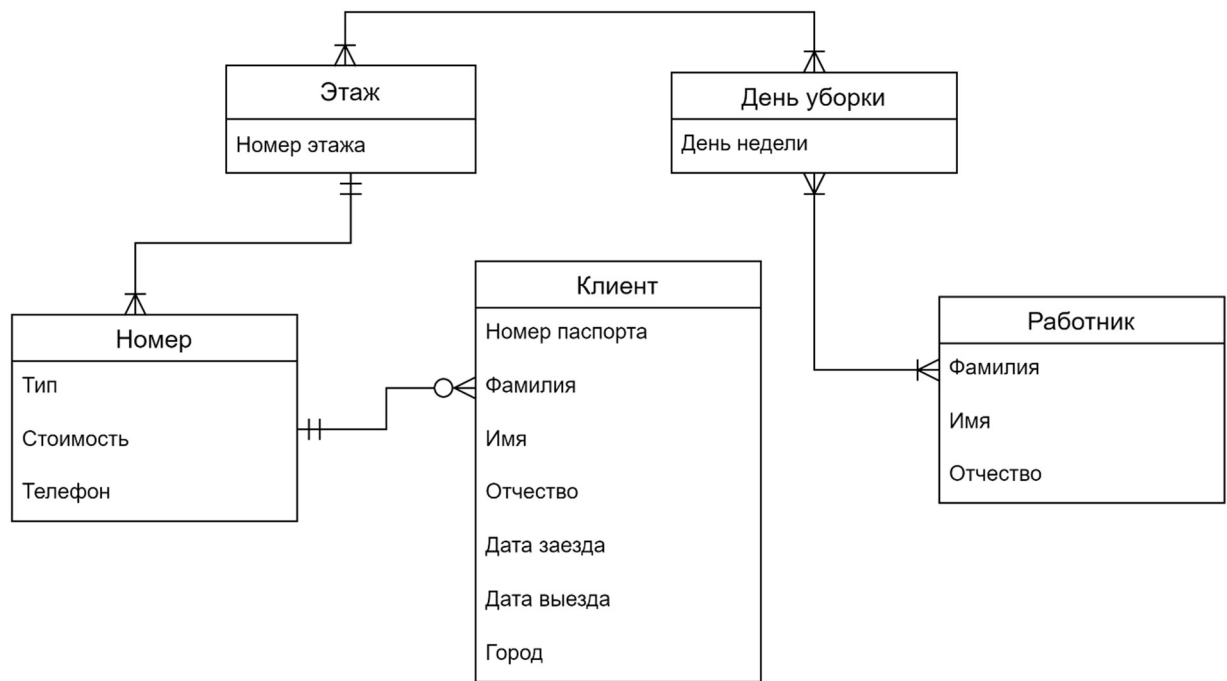 Этаж
Номер этажа
День уборки
День недели
Номер
Тип
Стоимость
Телефон
Клиент
Номер паспорта
Фамилия
Имя
Отчество
Дата заезда
Дата выезда
Город
Работник
Фамилия
Имя
Отчество